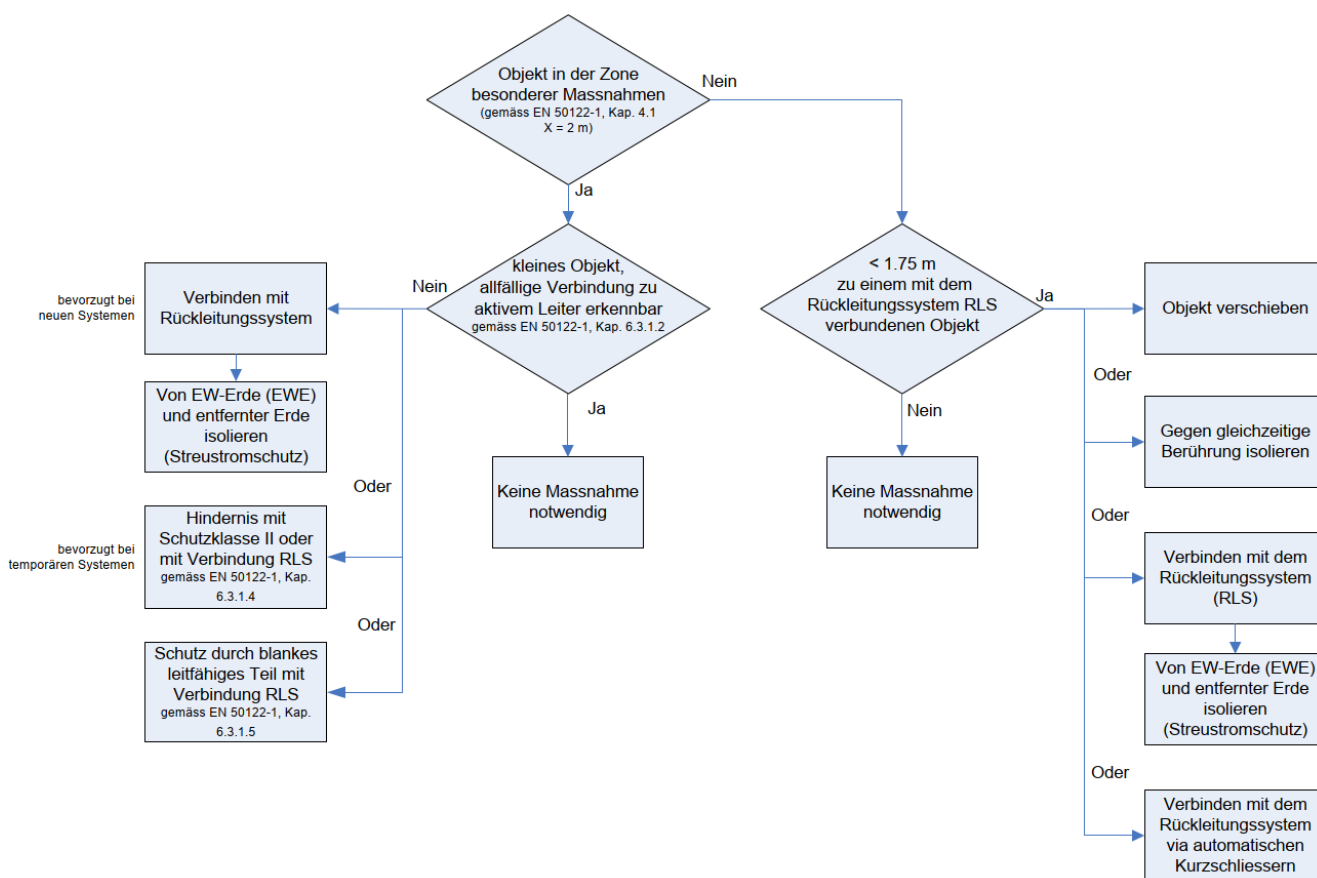 Objekt in der Zone
besonderer Massnahmen
(gemäss EN 50122-1, Kap. 4.1
X = 2 m)
Nein
Ja
kleines Objekt,
allfällige Verbindung zu
aktivem Leiter erkennbar
gemäss EN 50122-1, Kap. 6.3.1.2
Nein
Ja
Keine Massnahme
notwendig
bevorzugt bei
neuen Systemen
Verbinden mit
Rückleitungssystem
Von EW-Erde (EWE)
und entfernter Erde
isolieren
(Streustromschutz)
Oder
bevorzugt bei
temporären Systemen
Hindernis mit
Schutzklasse II oder
mit Verbindung RLS
gemäss EN 50122-1, Kap.
6.3.1.4
Oder
Schutz durch blankes
leitfähiges Teil mit
Verbindung RLS
gemäss EN 50122-1, Kap.
6.3.1.5
< 1.75 m
zu einem mit dem
Rückleitungssystem RLS
verbundenen Objekt
Ja
Nein
Keine Massnahme
notwendig
Objekt verschieben
Oder
Gegen gleichzeitige
Berührung isolieren
Oder
Verbinden mit dem
Rückleitungssystem
(RLS)
Von EW-Erde (EWE)
und entfernter Erde
isolieren
(Streustromschutz)
Oder
Verbinden mit dem
Rückleitungssystem
via automatischen
Kurzschliessern